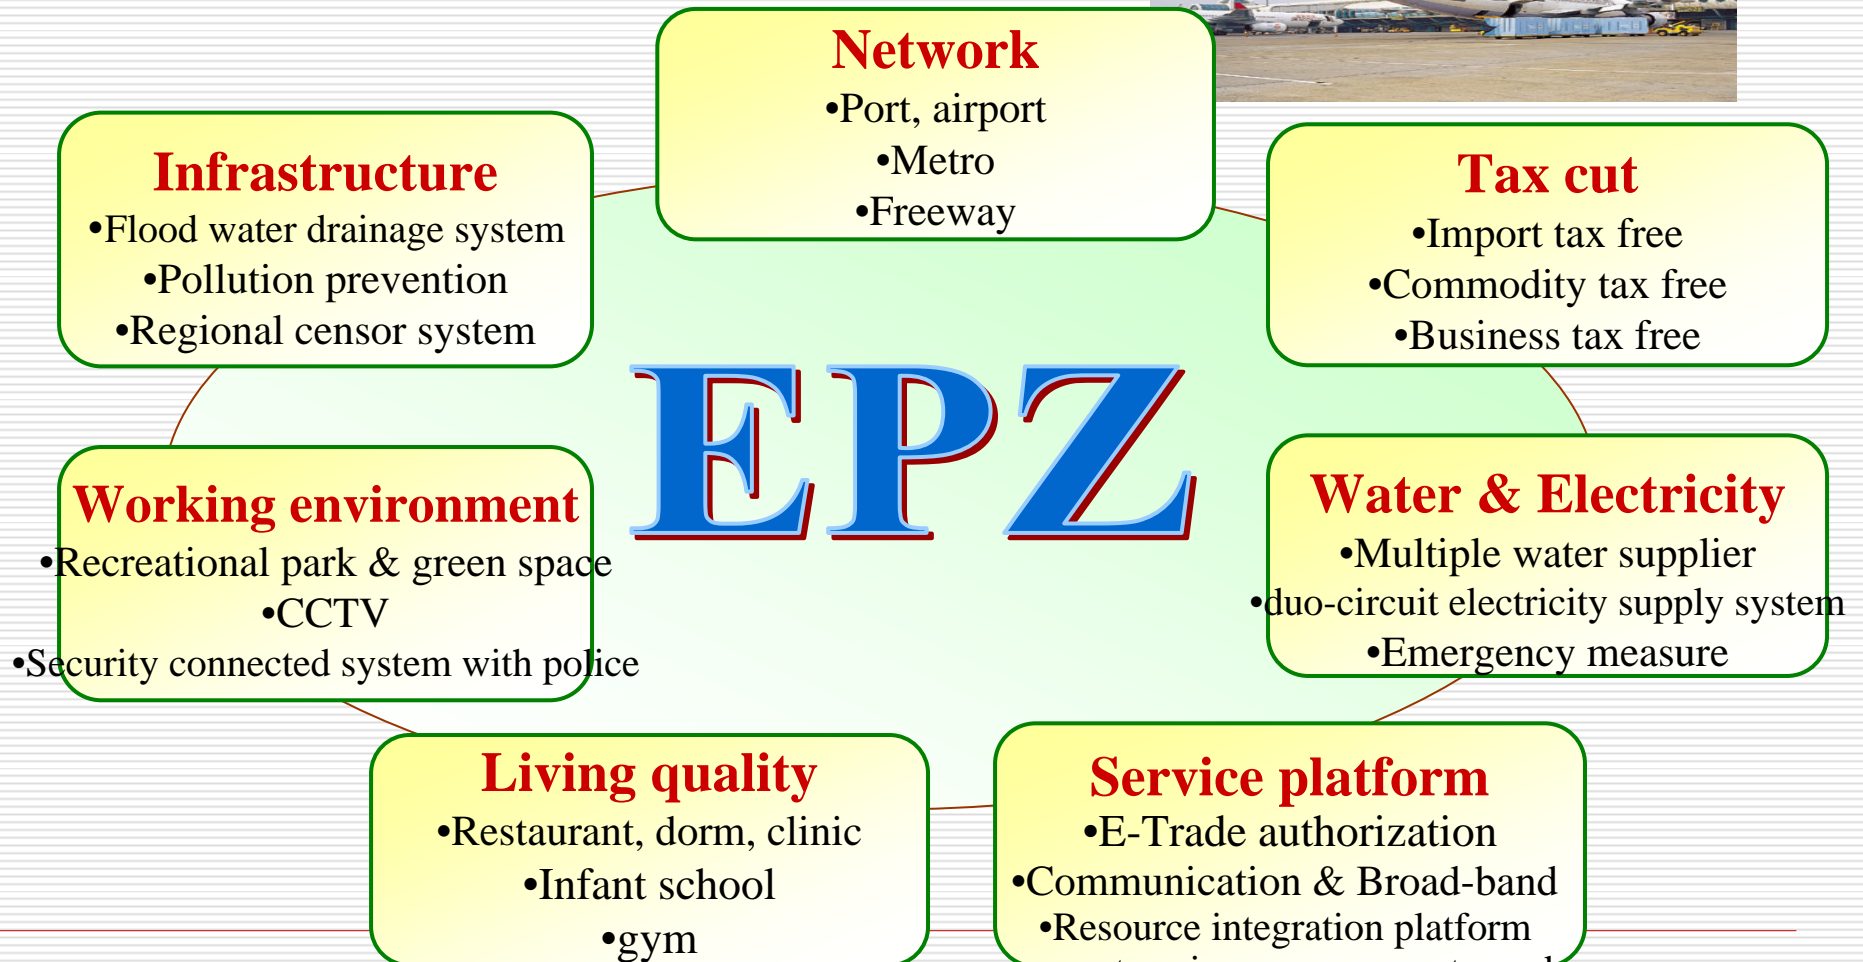 Network
•Port, airport
•Metro
•Freeway
Infrastructure
•Flood water drainage system
•Pollution prevention
•Regional censor system
Tax cut
•Import tax free
•Commodity tax free
•Business tax free
EPZ
Working environment
•Recreational park & green space
•CCTV
•Security connected system with police
Water & Electricity
•Multiple water supplier
•duo-circuit electricity supply system
•Emergency measure
Living quality
•Restaurant, dorm, clinic
•Infant school
•gym
Service platform
•E-Trade authorization
•Communication & Broad-band
•Resource integration platform